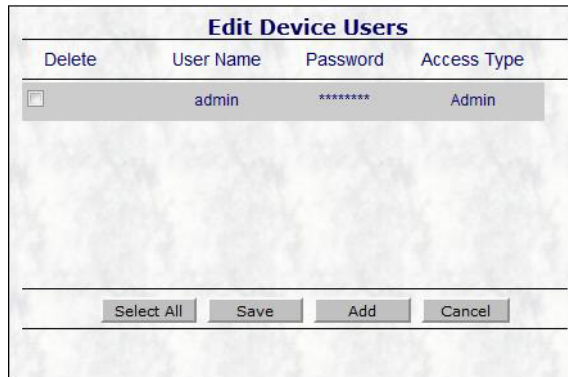 Edit Device Users
Delete User Name Password Access Type
admin ******** Admin
Select All Save Add Cancel